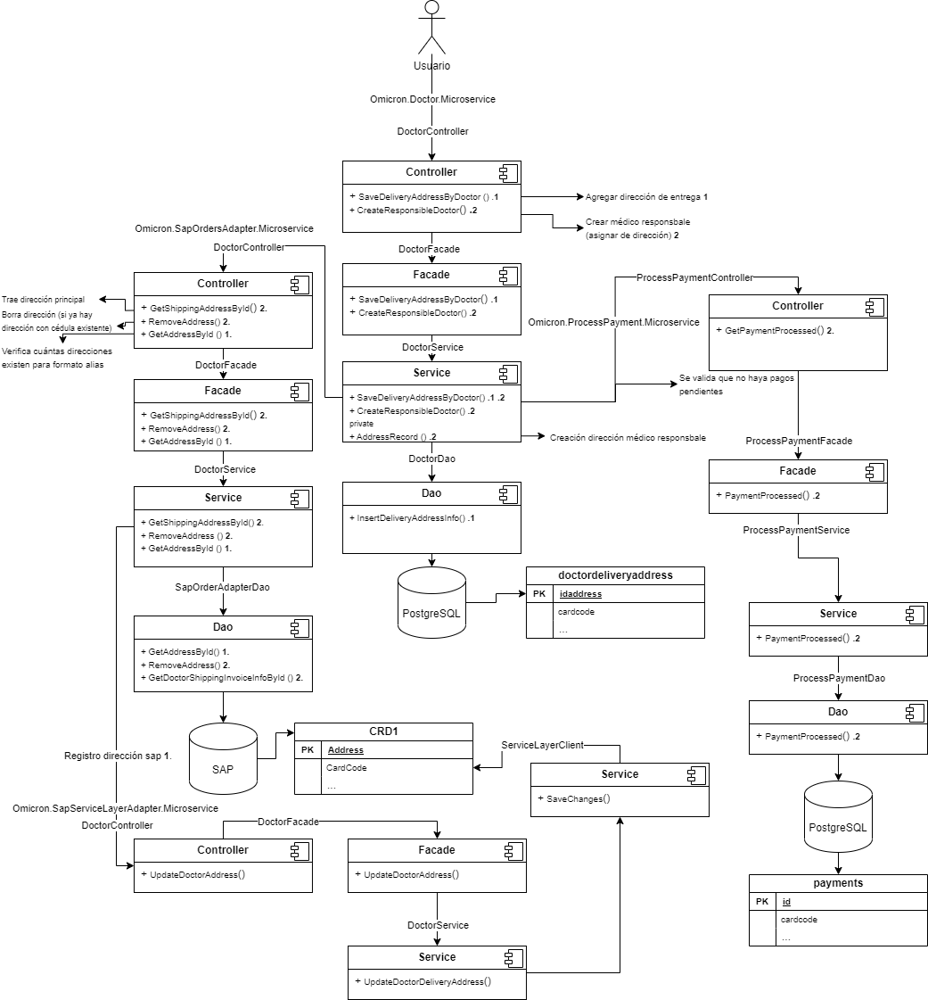 Usuario
Omicron.Doctor.Microservice
DoctorController
Controller
+ SaveDeliveryAddressByDoctor () .1
+ CreateResponsibleDoctor() .2
Agregar dirección de entrega 1
Crear médico responsbale
(asignar de dirección) 2
DoctorFacade
Facade
+ SaveDeliveryAddressByDoctor() .1
+ CreateResponsibleDoctor() .2
DoctorService
Service
+ SaveDeliveryAddressByDoctor() .1 .2
+ CreateResponsibleDoctor() .2
private
+ AddressRecord () .2
Se valida que no haya pagos
pendientes
Creación dirección médico responsbale
DoctorDao
Dao
+ InsertDeliveryAddressInfo() .1
PostgreSQL
doctordeliveryaddress
PK idaddress
cardcode
...
Omicron.SapOrdersAdapter.Microservice
DoctorController
Controller
+ GetShippingAddressById() 2.
+ RemoveAddress() 2.
+ GetAddressById () 1.
Trae dirección principal
Borra dirección (si ya hay
dirección con cédula existente)
Verifica cuántas direcciones
existen para formato alias
DoctorFacade
Facade
+ GetShippingAddressById() 2.
+ RemoveAddress() 2.
+ GetAddressById () 1.
DoctorService
Service
+ GetShippingAddressById() 2.
+ RemoveAddress () 2.
+ GetAddressById () 1.
SapOrderAdapterDao
Dao
+ GetAddressById() 1.
+ RemoveAddress() 2.
+ GetDoctorShippingInvoiceInfoById () 2.
SAP
CRD1
PK Address
CardCode
...
Registro dirección sap 1.
Omicron.SapServiceLayerAdapter.Microservice
DoctorController
Controller
+ UpdateDoctorAddress()
DoctorFacade
Facade
+ UpdateDoctorAddress()
DoctorService
Service
+ UpdateDoctorDeliveryAddress()
ServiceLayerClient
Service
+ SaveChanges()
Omicron.ProcessPayment.Microservice
ProcessPaymentController
Controller
+ GetPaymentProcessed() 2.
ProcessPaymentFacade
Facade
+ PaymentProcessed() .2
ProcessPaymentService
Service
+ PaymentProcessed() .2
ProcessPaymentDao
Dao
+ PaymentProcessed() .2
PostgreSQL
payments
PK id
cardcode
...